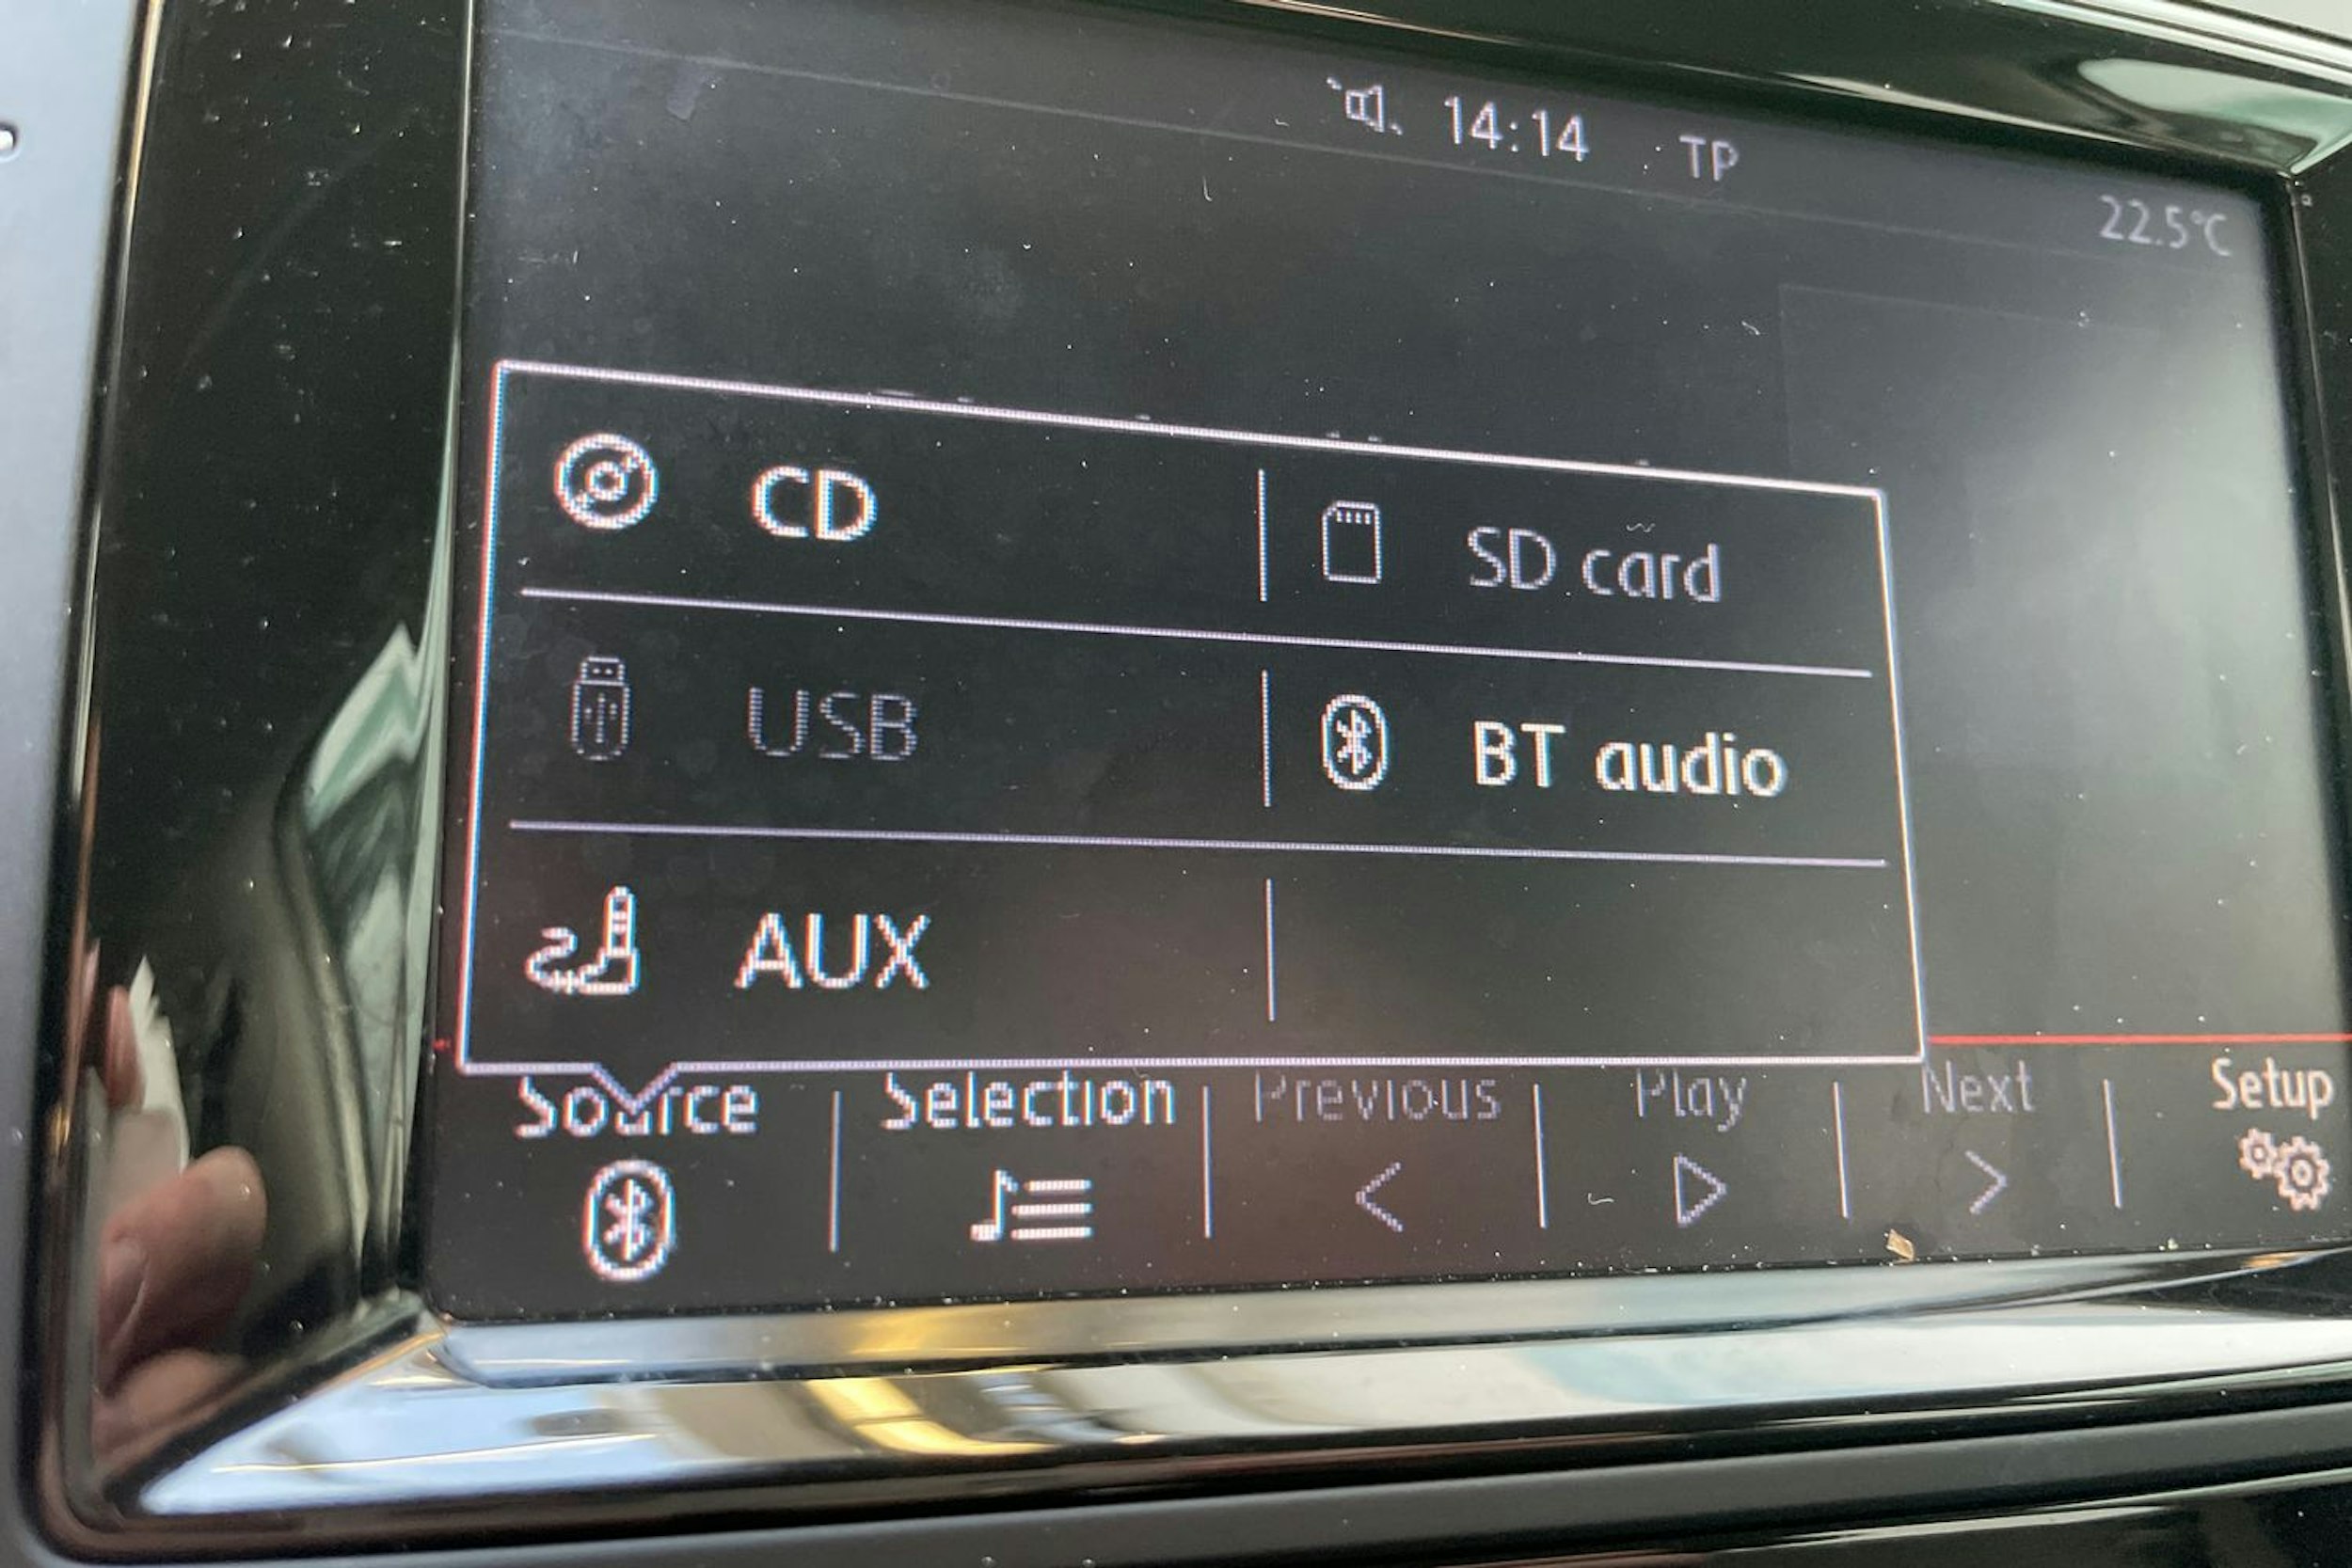 14:14 TP
22.5°C
CD
SD card
USB
BT audio
AUX
Source Selection Previous Play Next Setup